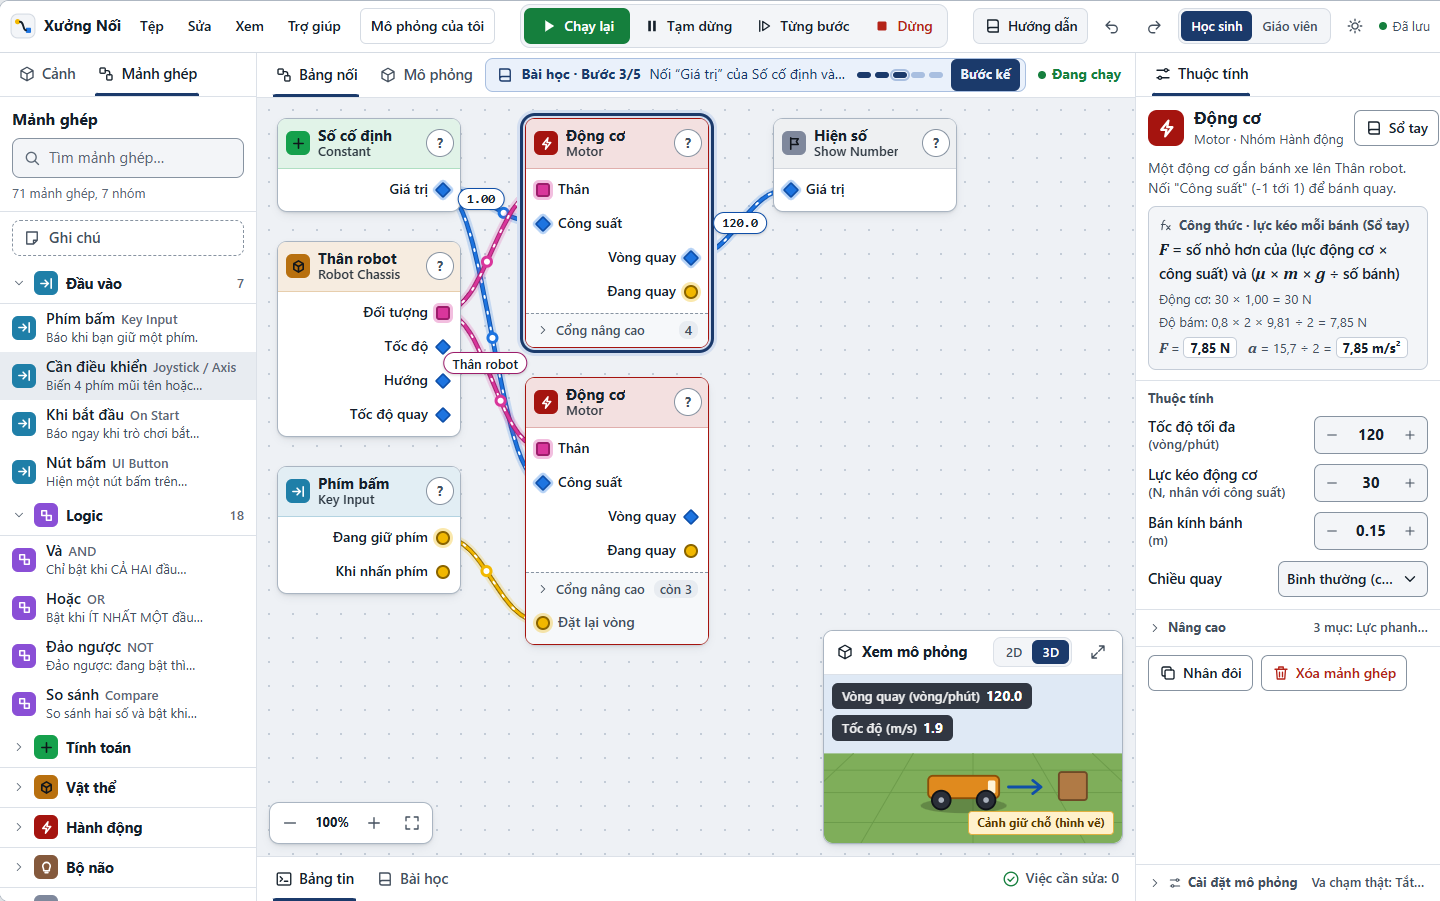 Xưởng Nối
Tệp
Sửa
Xem
Trợ giúp
Mô phỏng của tôi
Chạy lại
Tạm dừng
Từng bước
Dừng
Hướng dẫn
Học sinh
Giáo viên
Đã lưu
Cảnh
Mảnh ghép
Mảnh ghép
Tìm mảnh ghép...
71 mảnh ghép, 7 nhóm
Ghi chú
Đầu vào
7
Phím bấm Key Input
Báo khi bạn giữ một phím.
Cần điều khiển Joystick / Axis
Biến 4 phím mũi tên hoặc...
Khi bắt đầu On Start
Báo ngay khi trò chơi bắt...
Nút bấm UI Button
Hiện một nút bấm trên...
Logic
18
Và AND
Chỉ bật khi CẢ HAI đầu...
Hoặc OR
Bật khi ÍT NHẤT MỘT đầu...
Đảo ngược NOT
Đảo ngược: đang bật thì...
So sánh Compare
So sánh hai số và bật khi...
Tính toán
Vật thể
Hành động
Bộ não
Bảng nối
Mô phỏng
Bài học · Bước 3/5
Nối “Giá trị” của Số cố định và...
Bước kế
Đang chạy
Số cố định
Constant
?
Giá trị
1.00
Thân robot
Robot Chassis
?
Đối tượng
Tốc độ
Hướng
Tốc độ quay
Thân robot
Phím bấm
Key Input
?
Đang giữ phím
Khi nhấn phím
Động cơ
Motor
?
Thân
Công suất
Vòng quay
Đang quay
Cổng nâng cao
4
120.0
Động cơ
Motor
?
Thân
Công suất
Vòng quay
Đang quay
Cổng nâng cao
còn 3
Đặt lại vòng
Hiện số
Show Number
?
Giá trị
Xem mô phỏng
2D
3D
Vòng quay (vòng/phút) 120.0
Tốc độ (m/s) 1.9
Cảnh giữ chỗ (hình vẽ)
100%
Bảng tin
Bài học
Việc cần sửa: 0
Thuộc tính
Động cơ
Motor · Nhóm Hành động
Sổ tay
Một động cơ gắn bánh xe lên Thân robot.
Nối "Công suất" (-1 tới 1) để bánh quay.
fx Công thức · lực kéo mỗi bánh (Sổ tay)
F = số nhỏ hơn của (lực động cơ ×
công suất) và (μ × m × g ÷ số bánh)
Động cơ: 30 × 1,00 = 30 N
Độ bám: 0,8 × 2 × 9,81 ÷ 2 = 7,85 N
F = 7,85 N a = 15,7 ÷ 2 = 7,85 m/s²
Thuộc tính
Tốc độ tối đa
(vòng/phút)
120
Lực kéo động cơ
(N, nhân với công suất)
30
Bán kính bánh
(m)
0.15
Chiều quay
Bình thường (c...
Nâng cao
3 mục: Lực phanh...
Nhân đôi
Xóa mảnh ghép
Cài đặt mô phỏng
Va chạm thật: Tắt...